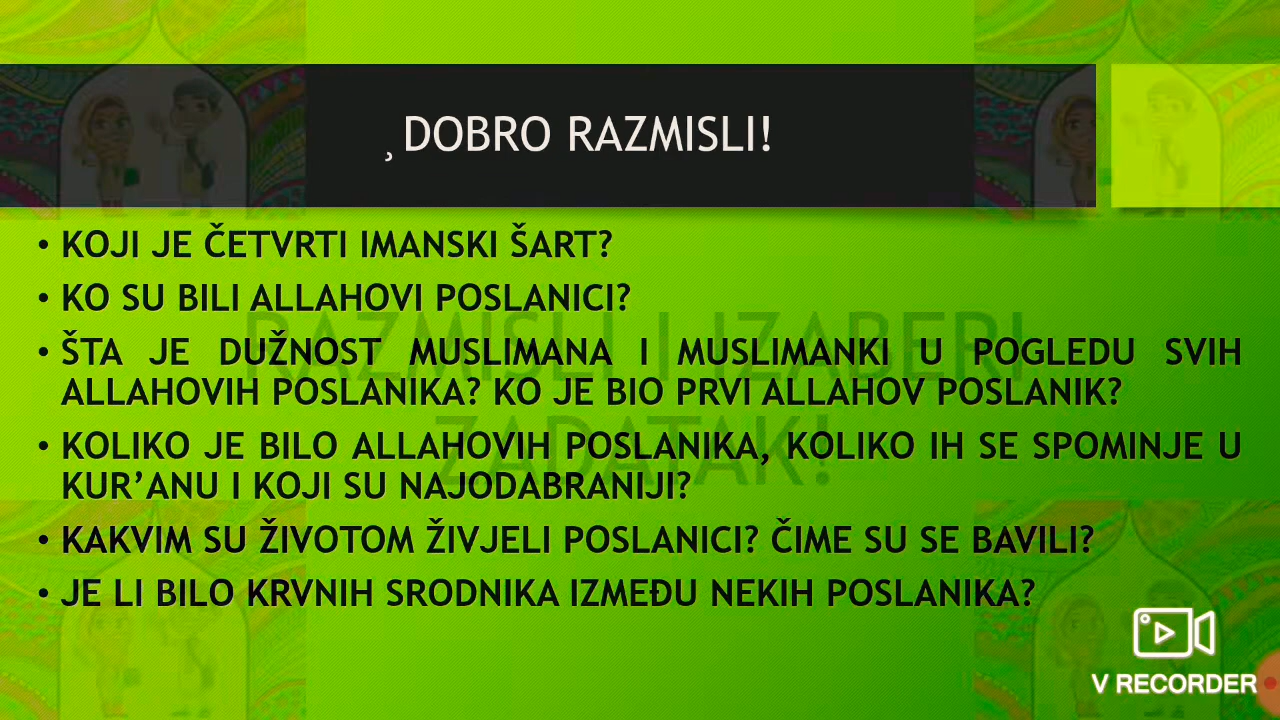 ¸DOBRO RAZMISLI!
• KOJI JE ČETVRTI IMANSKI ŠART?
• KO SU BILI ALLAHOVI POSLANICI?
• ŠTA JE DUŽNOST MUSLIMANA I MUSLIMANKI U POGLEDU SVIH
ALLAHOVIH POSLANIKA? KO JE BIO PRVI ALLAHOV POSLANIK?
• KOLIKO JE BILO ALLAHOVIH POSLANIKA, KOLIKO IH SE SPOMINJE U
KUR’ANU I KOJI SU NAJODABRANIJI?
• KAKVIM SU ŽIVOTOM ŽIVJELI POSLANICI? ČIME SU SE BAVILI?
• JE LI BILO KRVNIH SRODNIKA IZMEĐU NEKIH POSLANIKA?
RAZMISLI I IZABERI
ZADATAK!
V RECORDER